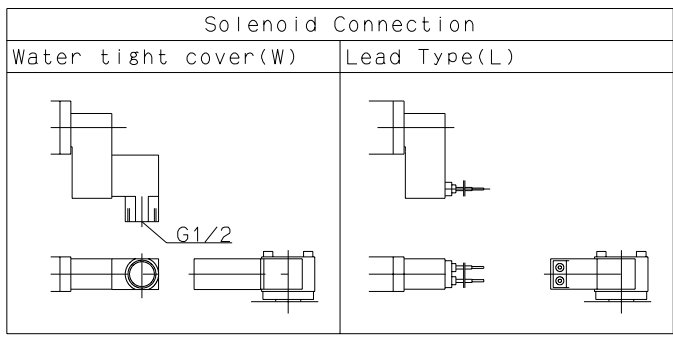 Solenoid Connection
Water tight cover(W)
Lead Type(L)
G1/2